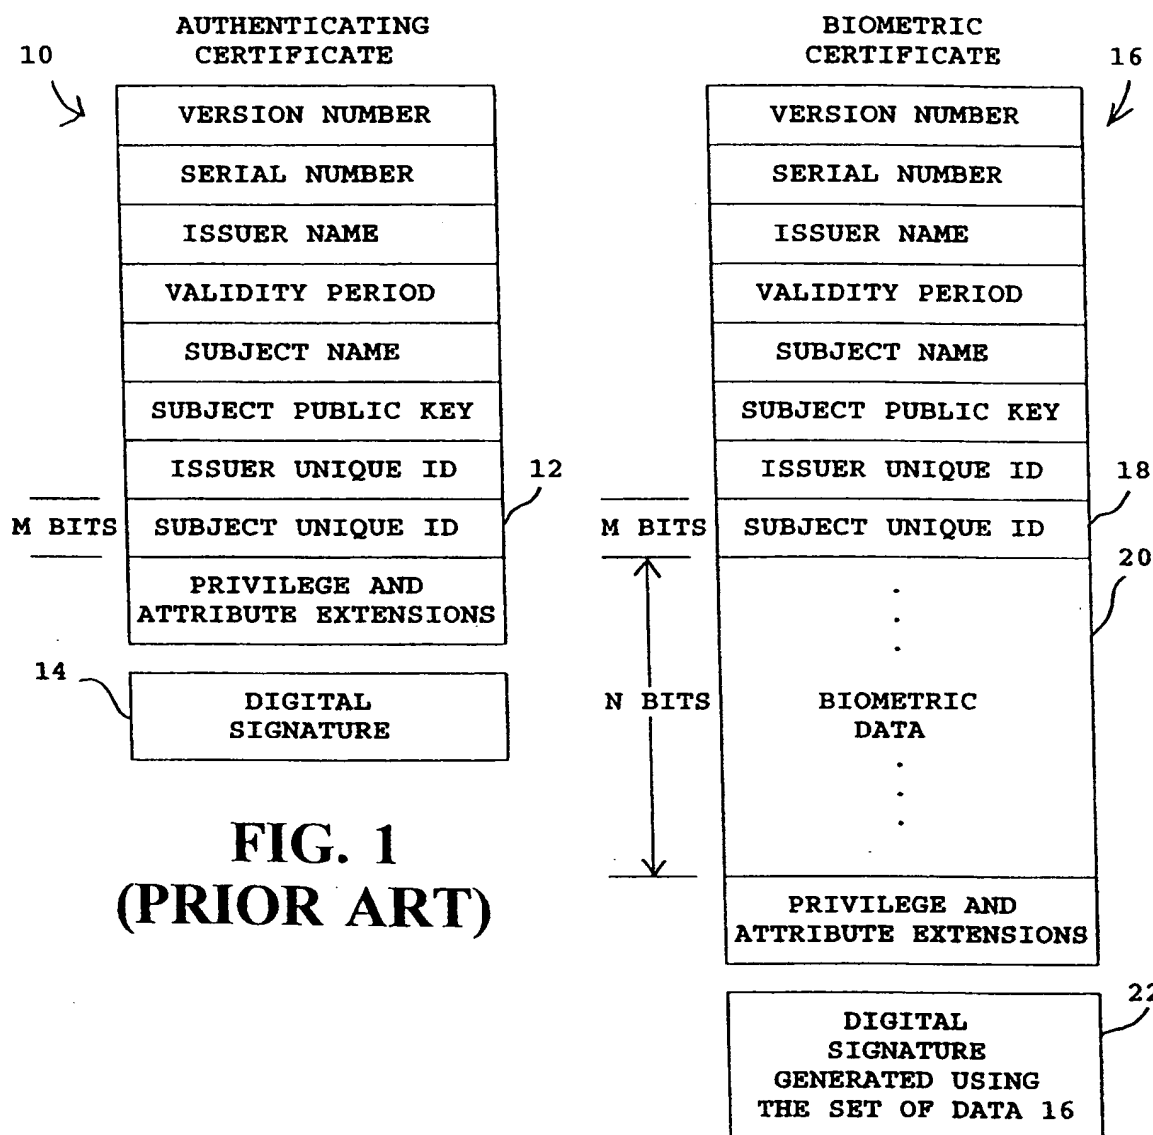 AUTHENTICATING
CERTIFICATE
10
VERSION NUMBER
SERIAL NUMBER
ISSUER NAME
VALIDITY PERIOD
SUBJECT NAME
SUBJECT PUBLIC KEY
ISSUER UNIQUE ID
12
M BITS
SUBJECT UNIQUE ID
PRIVILEGE AND
ATTRIBUTE EXTENSIONS
14
DIGITAL
SIGNATURE
FIG. 1
(PRIOR ART)
BIOMETRIC
CERTIFICATE
16
VERSION NUMBER
SERIAL NUMBER
ISSUER NAME
VALIDITY PERIOD
SUBJECT NAME
SUBJECT PUBLIC KEY
ISSUER UNIQUE ID
18
M BITS
SUBJECT UNIQUE ID
20
N BITS
BIOMETRIC
DATA
PRIVILEGE AND
ATTRIBUTE EXTENSIONS
22
DIGITAL
SIGNATURE
GENERATED USING
THE SET OF DATA 16